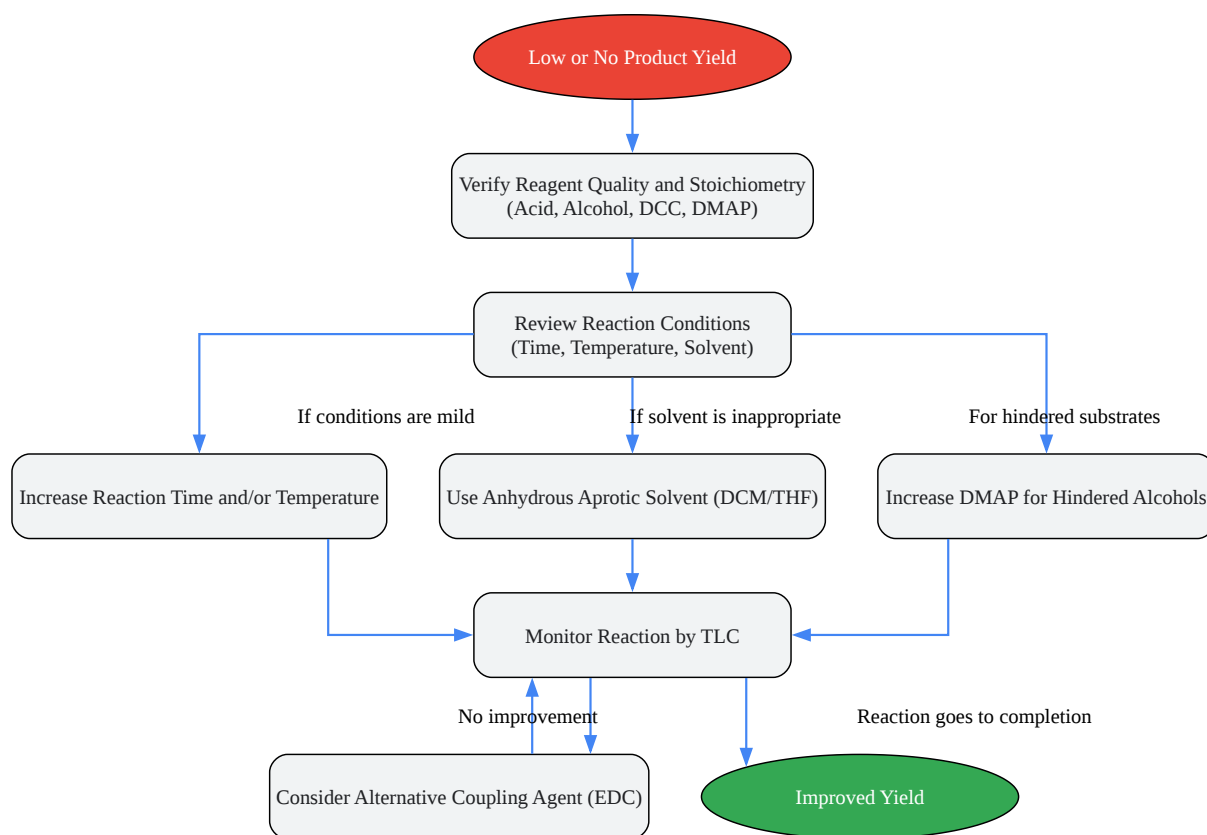 Low or No Product Yield
Verify Reagent Quality and Stoichiometry
(Acid, Alcohol, DCC, DMAP)
Review Reaction Conditions
(Time, Temperature, Solvent)
If conditions are mild
If solvent is inappropriate
For hindered substrates
Increase Reaction Time and/or Temperature
Use Anhydrous Aprotic Solvent (DCM/THF)
Increase DMAP for Hindered Alcohols
Monitor Reaction by TLC
No improvement
Reaction goes to completion
Consider Alternative Coupling Agent (EDC)
Improved Yield